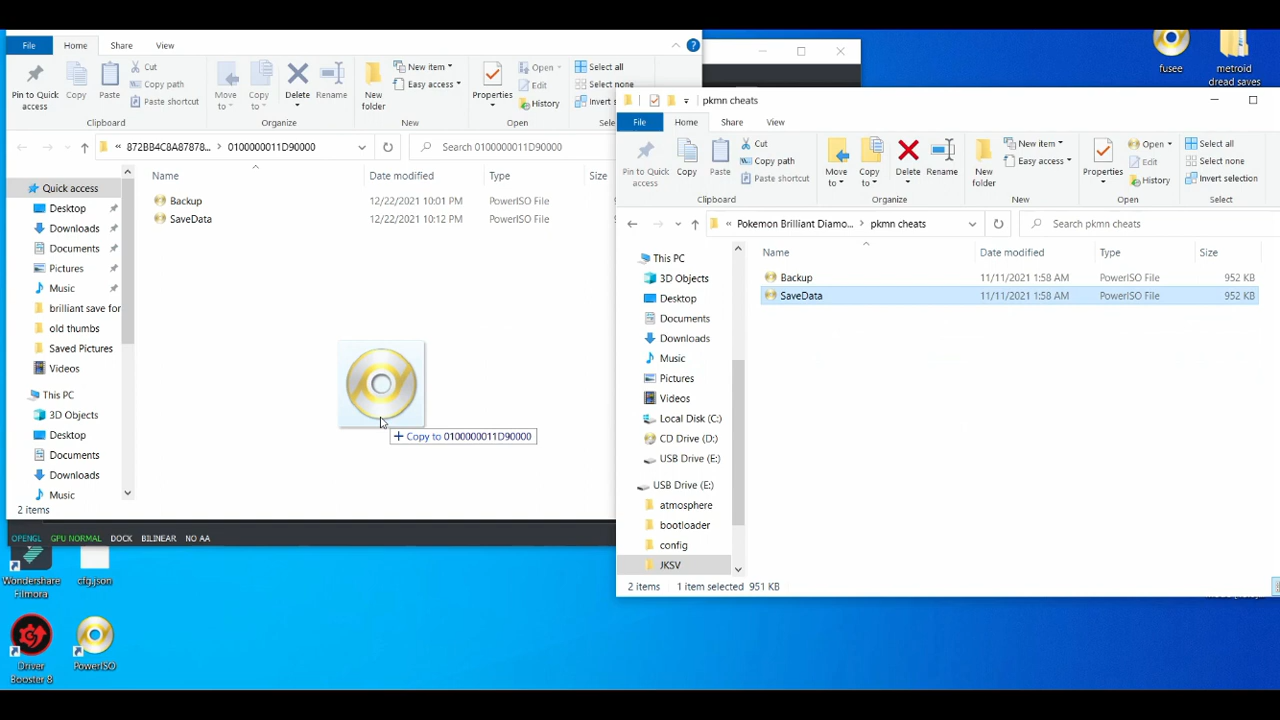 fusee
metroid
dread saves
File Home Share View
Pin to Quick
access
Copy
Paste
Cut
Copy path
Paste shortcut
Clipboard
Move
to
Copy
to
Delete
Rename
Organize
New
folder
New item
Easy access
New
Properties
Open
Edit
History
Open
Select all
Select none
Invert s
Sele
« 872BB4C8A87878... > 0100000011D90000
Search 0100000011D90000
Name Date modified Type Size
Backup 12/22/2021 10:01 PM PowerISO File
SaveData 12/22/2021 10:12 PM PowerISO File
Quick access
Desktop
Downloads
Documents
Pictures
Music
brilliant save for
old thumbs
Saved Pictures
Videos
This PC
3D Objects
Desktop
Documents
Downloads
Music
+ Copy to 0100000011D90000
2 items
OPENGL GPU NORMAL DOCK BILINEAR NO AA
pkmn cheats
File Home Share View
Pin to Quick
access
Copy
Paste
Cut
Copy path
Paste shortcut
Clipboard
Move
to
Copy
to
Delete
Rename
Organize
New
folder
New item
Easy access
New
Properties
Open
Edit
History
Open
Select all
Select none
Invert selection
Select
« Pokemon Brilliant Diamo... > pkmn cheats
Search pkmn cheats
Name Date modified Type Size
Backup 11/11/2021 1:58 AM PowerISO File 952 KB
SaveData 11/11/2021 1:58 AM PowerISO File 952 KB
This PC
3D Objects
Desktop
Documents
Downloads
Music
Pictures
Videos
Local Disk (C:)
CD Drive (D:)
USB Drive (E:)
USB Drive (E:)
atmosphere
bootloader
config
JKSV
2 items 1 item selected 951 KB
Wondershare
Filmora
cfg.json
Driver
Booster 8
PowerISO